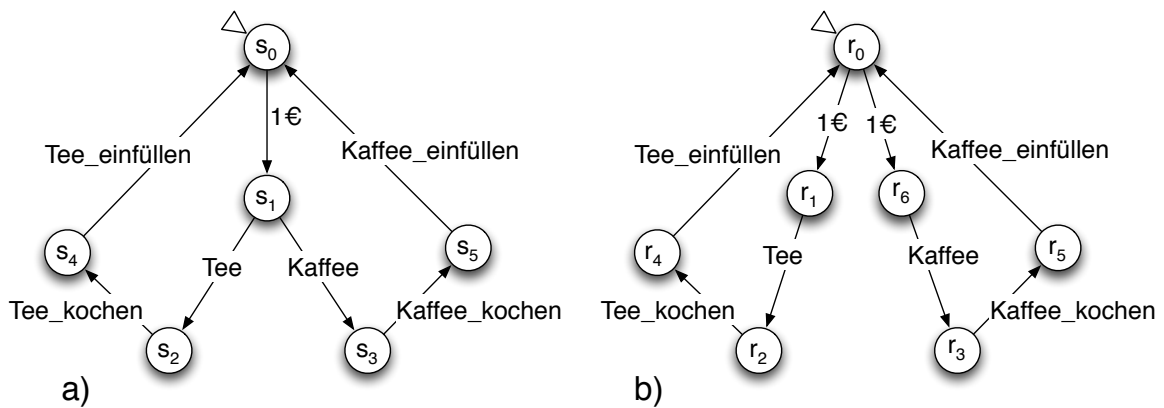 s0
1€
Tee_einfüllen
Kaffee_einfüllen
s1
s4
s5
Tee
Kaffee
Tee_kochen
Kaffee_kochen
s2
s3
a)
r0
1€ 1€
Tee_einfüllen
Kaffee_einfüllen
r1
r6
r4
r5
Tee
Kaffee
Tee_kochen
Kaffee_kochen
r2
r3
b)